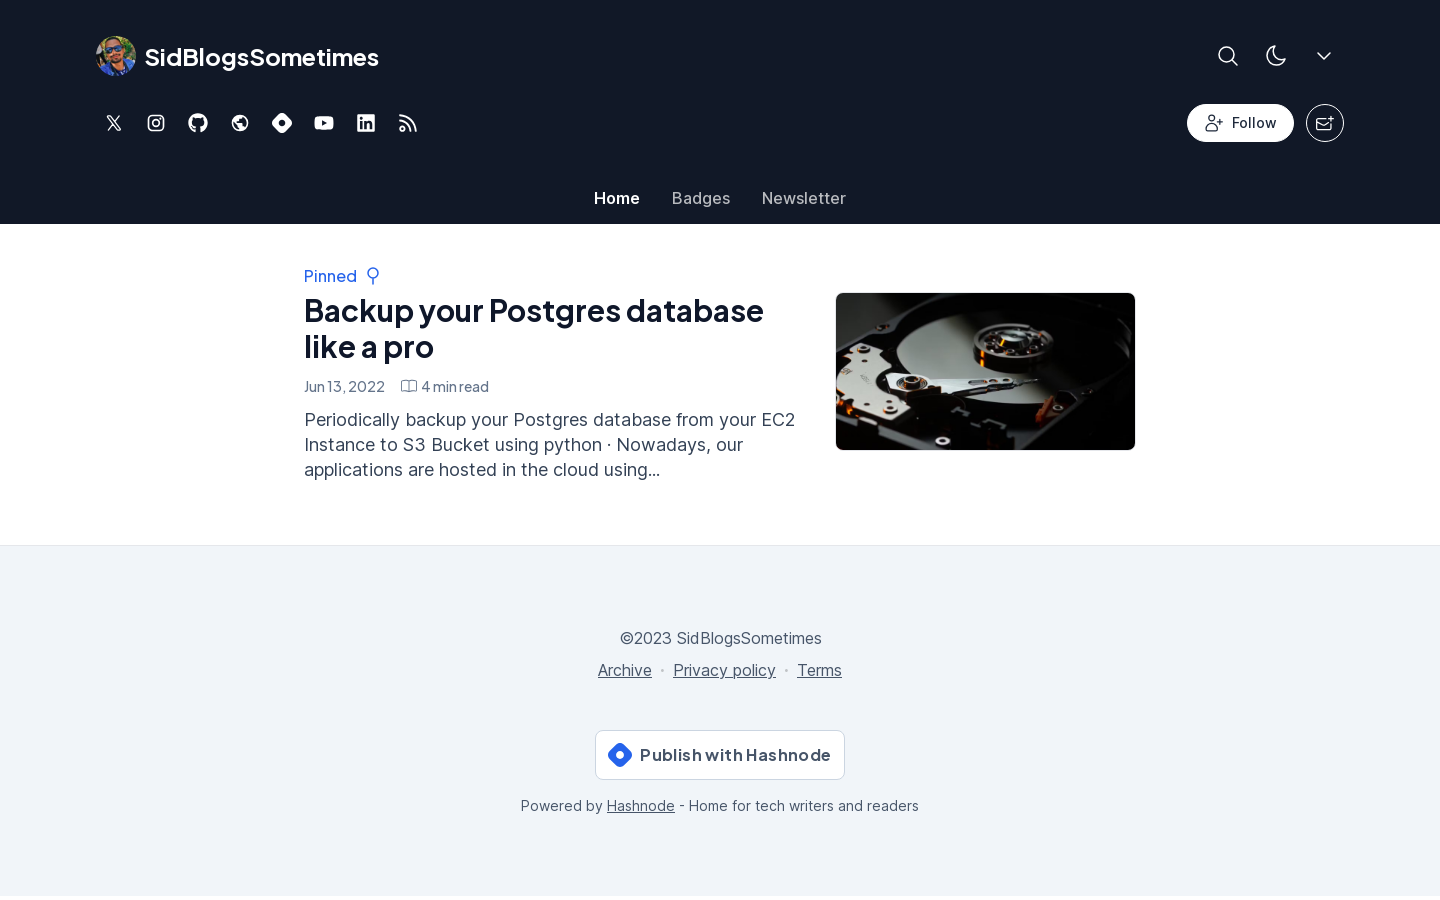 SidBlogsSometimes
Follow
Home Badges Newsletter
Pinned
Backup your Postgres database
like a pro
Jun 13, 2022 4 min read
Periodically backup your Postgres database from your EC2
Instance to S3 Bucket using python · Nowadays, our
applications are hosted in the cloud using...
©2023 SidBlogsSometimes
Archive · Privacy policy · Terms
Publish with Hashnode
Powered by Hashnode - Home for tech writers and readers